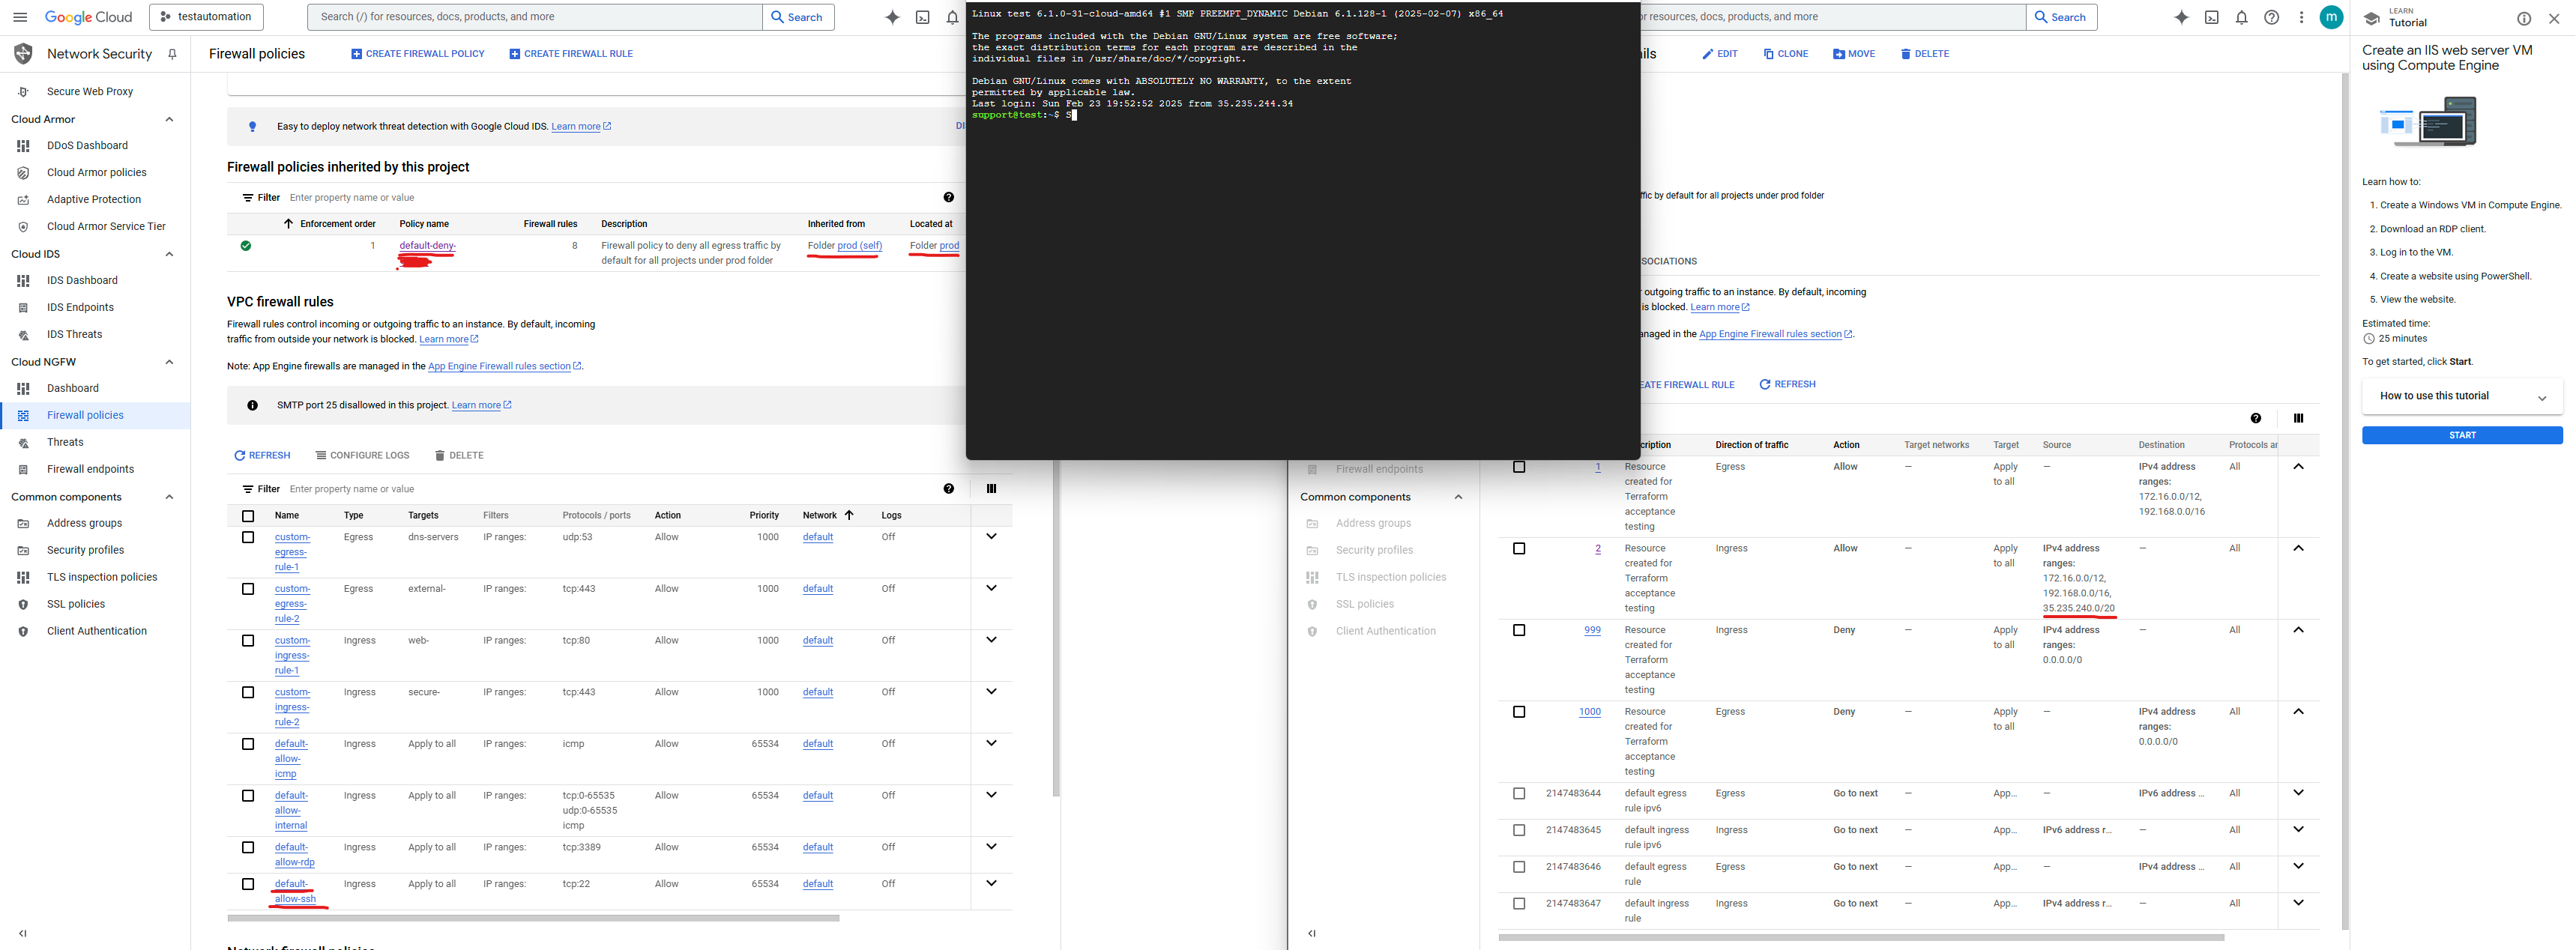 Google Cloud
testautomation
Search (/) for resources, docs, products, and more
Search
Network Security
Firewall policies
CREATE FIREWALL POLICY
CREATE FIREWALL RULE
Secure Web Proxy
Cloud Armor
DDoS Dashboard
Cloud Armor policies
Adaptive Protection
Cloud Armor Service Tier
Cloud IDS
IDS Dashboard
IDS Endpoints
IDS Threats
Cloud NGFW
Dashboard
Firewall policies
Threats
Firewall endpoints
Common components
Address groups
Security profiles
TLS inspection policies
SSL policies
Client Authentication
Easy to deploy network threat detection with Google Cloud IDS. Learn more
DI
Firewall policies inherited by this project
Filter Enter property name or value
Enforcement order Policy name Firewall rules Description Inherited from Located at
1 default-deny- 8 Firewall policy to deny all egress traffic by Folder prod (self) Folder prod
default for all projects under prod folder
VPC firewall rules
Firewall rules control incoming or outgoing traffic to an instance. By default, incoming
traffic from outside your network is blocked. Learn more
Note: App Engine firewalls are managed in the App Engine Firewall rules section.
SMTP port 25 disallowed in this project. Learn more
REFRESH CONFIGURE LOGS DELETE
Filter Enter property name or value
Name Type Targets Filters Protocols / ports Action Priority Network Logs
custom- Egress dns-servers IP ranges: udp:53 Allow 1000 default Off
egress-
rule-1
custom- Egress external- IP ranges: tcp:443 Allow 1000 default Off
egress-
rule-2
custom- Ingress web- IP ranges: tcp:80 Allow 1000 default Off
ingress-
rule-1
custom- Ingress secure- IP ranges: tcp:443 Allow 1000 default Off
ingress-
rule-2
default- Ingress Apply to all IP ranges: icmp Allow 65534 default Off
allow-
icmp
default- Ingress Apply to all IP ranges: tcp:0-65535 Allow 65534 default Off
allow- udp:0-65535
internal icmp
default- Ingress Apply to all IP ranges: tcp:3389 Allow 65534 default Off
allow-rdp
default- Ingress Apply to all IP ranges: tcp:22 Allow 65534 default Off
allow-ssh
Linux test 6.1.0-31-cloud-amd64 #1 SMP PREEMPT_DYNAMIC Debian 6.1.128-1 (2025-02-07) x86_64
The programs included with the Debian GNU/Linux system are free software;
the exact distribution terms for each program are described in the
individual files in /usr/share/doc/*/copyright.
Debian GNU/Linux comes with ABSOLUTELY NO WARRANTY, to the extent
permitted by applicable law.
Last login: Sun Feb 23 19:52:52 2025 from 35.235.244.34
support@test:~$ S
or resources, docs, products, and more
Search
m
ils
EDIT CLONE MOVE DELETE
ffic by default for all projects under prod folder
SOCIATIONS
r outgoing traffic to an instance. By default, incoming
is blocked. Learn more
anaged in the App Engine Firewall rules section.
EATE FIREWALL RULE REFRESH
Firewall endpoints
Common components
Address groups
Security profiles
TLS inspection policies
SSL policies
Client Authentication
cription Direction of traffic Action Target networks Target Source Destination Protocols ar
1 Resource Egress Allow — Apply — IPv4 address All
created for to all ranges:
Terraform 172.16.0.0/12,
acceptance 192.168.0.0/16
testing
2 Resource Ingress Allow — Apply IPv4 address — All
created for to all ranges:
Terraform 172.16.0.0/12,
acceptance 192.168.0.0/16,
testing 35.235.240.0/20
999 Resource Ingress Deny — Apply IPv4 address — All
created for to all ranges:
Terraform 0.0.0.0/0
acceptance
testing
1000 Resource Egress Deny — Apply — IPv4 address All
created for to all ranges:
Terraform 0.0.0.0/0
acceptance
testing
2147483644 default egress Egress Go to next — App... — IPv6 address ... All
rule ipv6
2147483645 default ingress Ingress Go to next — App... IPv6 address r... — All
rule ipv6
2147483646 default egress Egress Go to next — App... — IPv4 address ... All
rule
2147483647 default ingress Ingress Go to next — App... IPv4 address r... — All
rule
LEARN
Tutorial
Create an IIS web server VM
using Compute Engine
Learn how to:
1. Create a Windows VM in Compute Engine.
2. Download an RDP client.
3. Log in to the VM.
4. Create a website using PowerShell.
5. View the website.
Estimated time:
25 minutes
To get started, click Start.
How to use this tutorial
START